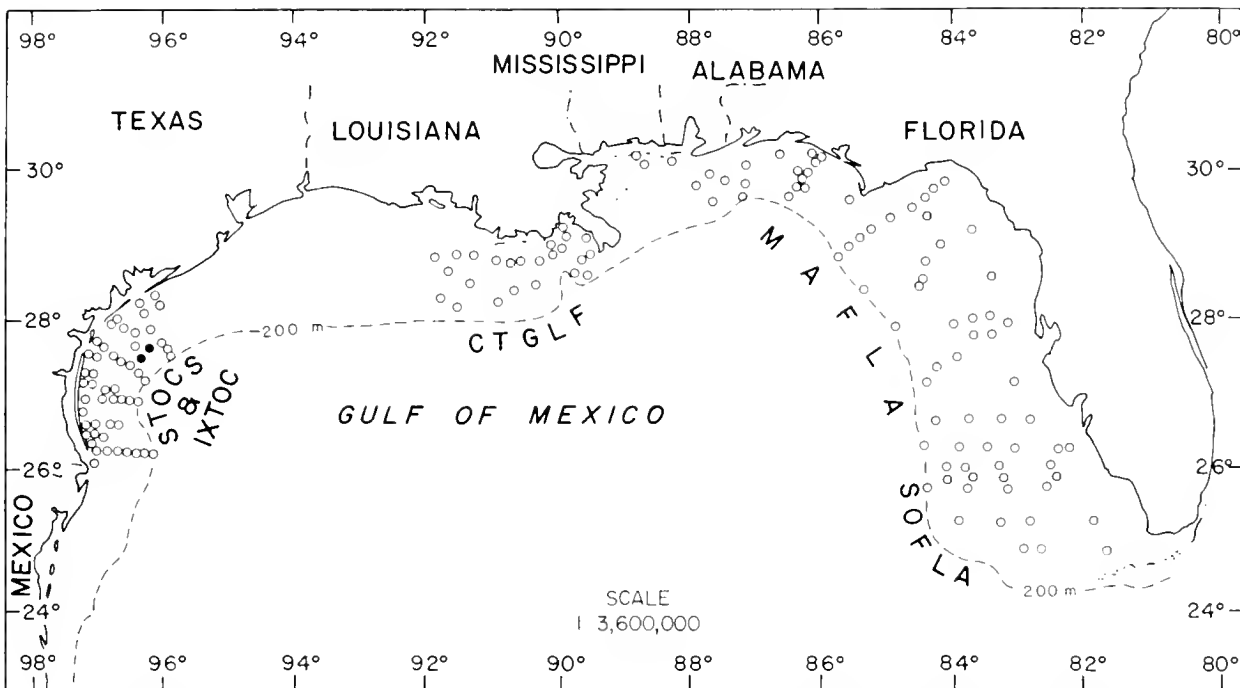 98° 96° 94° 92° 90° 88° 86° 84° 82° 80°
MISSISSIPPI ALABAMA
TEXAS LOUISIANA FLORIDA
30° 30°
28° 200 m 28°
CTGLF
MAFLA
STOCS
&
IXTOC
GULF OF MEXICO
26° 26°
MEXICO
SOFLA
24° 200 m 24°
SCALE
1 3,600,000
98° 96° 94° 92° 90° 88° 86° 84° 82° 80°